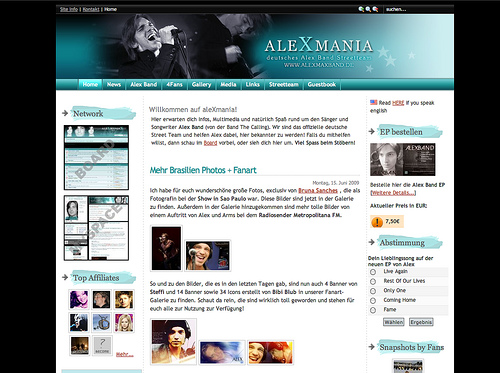 Site Info | Kontakt | Home
suchen...
ALEXMANIA
deutsches Alex Band Streetteam
WWW.ALEXMAXBAND.DE
Home News Alex Band 4Fans Gallery Media Links Streetteam Guestbook
Network
BOARD
SPACE
Top Affiliates
Mehr...
Willkommen auf aleXmania!
Hier erwarten dich Infos, Multimedia und natürlich Spaß rund um den Sänger und
Songwriter Alex Band (von der Band The Calling). Wir sind das offizielle deutsche
Street Team und helfen Alex dabei, hier bekannter zu werden! Falls du mithelfen
willst, dann schau im Board vorbei, oder sieh dich hier um. Viel Spass beim Stöbern!
Mehr Brasilien Photos + Fanart
Montag, 15. Juni 2009
Ich habe für euch wunderschöne große Fotos, exclusiv von Bruna Sanches , die als
Fotografin bei der Show in Sao Paulo war. Diese Bilder sind jetzt in der Galerie
zu finden. Außerdem in der Galerie hinzugekommen sind mehr tolle Bilder von
einem Auftritt von Alex und Arms bei dem Radiosender Metropolitana FM.
So und zu den Bilder, die es in den letzten Tagen gab, sind nun auch 4 Banner von
Steffi und 14 Banner sowie 34 Icons erstellt von Bibi Blub in unserer Fanart-
Galerie zu finden. Schaut da rein, die sind wirklich toll geworden und stehen für
euch alle zur Nutzung zur Verfügung!
Read HERE if you speak
english
EP bestellen
ALEXBAND
Bestelle hier die Alex Band EP
[Weitere Details...]
Aktueller Preis in EUR:
7,50€
Abstimmung
Dein Lieblingssong auf der
neuen EP von Alex
Live Again
Rest Of Our Lives
Only One
Coming Home
Fame
Wählen Ergebnis
Snapshots by Fans